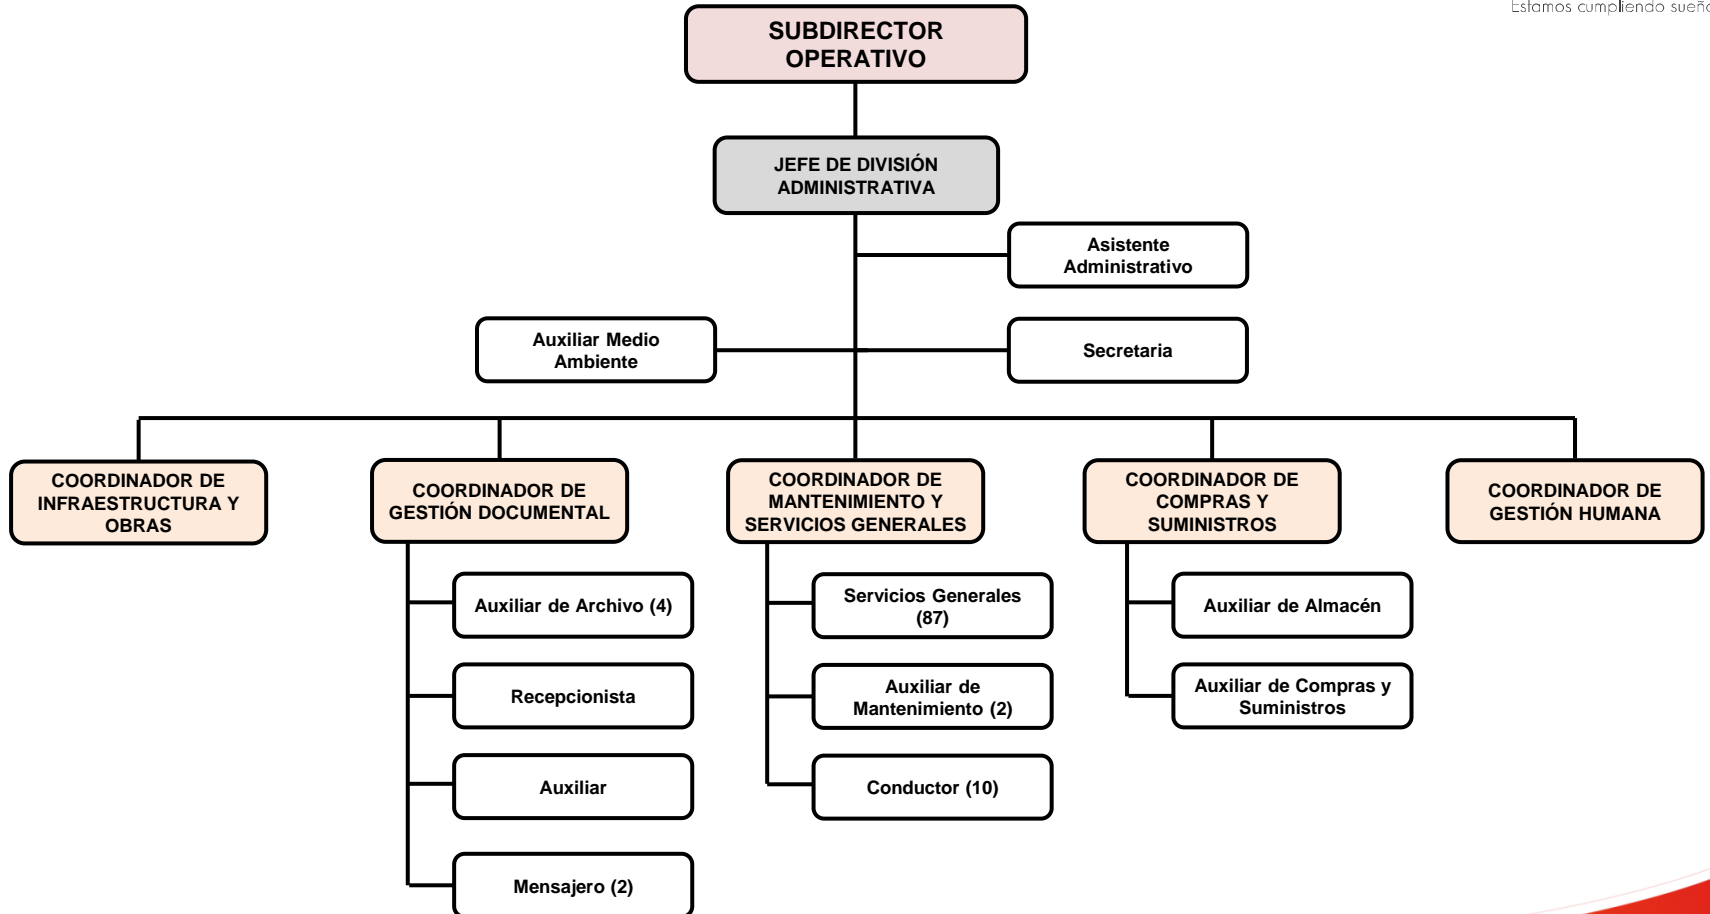 Estamos cumpliendo
SUBDIRECTOR
OPERATIVO
JEFE DE DIVISIÓN
ADMINISTRATIVA
Asistente
Administrativo
Auxiliar Medio
Ambiente
Secretaria
COORDINADOR DE
INFRAESTRUCTURA Y
OBRAS
COORDINADOR DE
GESTIÓN DOCUMENTAL
COORDINADOR DE
MANTENIMIENTO Y
SERVICIOS GENERALES
COORDINADOR DE
COMPRAS Y
SUMINISTROS
COORDINADOR DE
GESTIÓN HUMANA
Auxiliar de Archivo (4)
Recepcionista
Auxiliar
Mensajero (2)
Servicios Generales
(87)
Auxiliar de
Mantenimiento (2)
Conductor (10)
Auxiliar de Almacén
Auxiliar de Compras y
Suministros